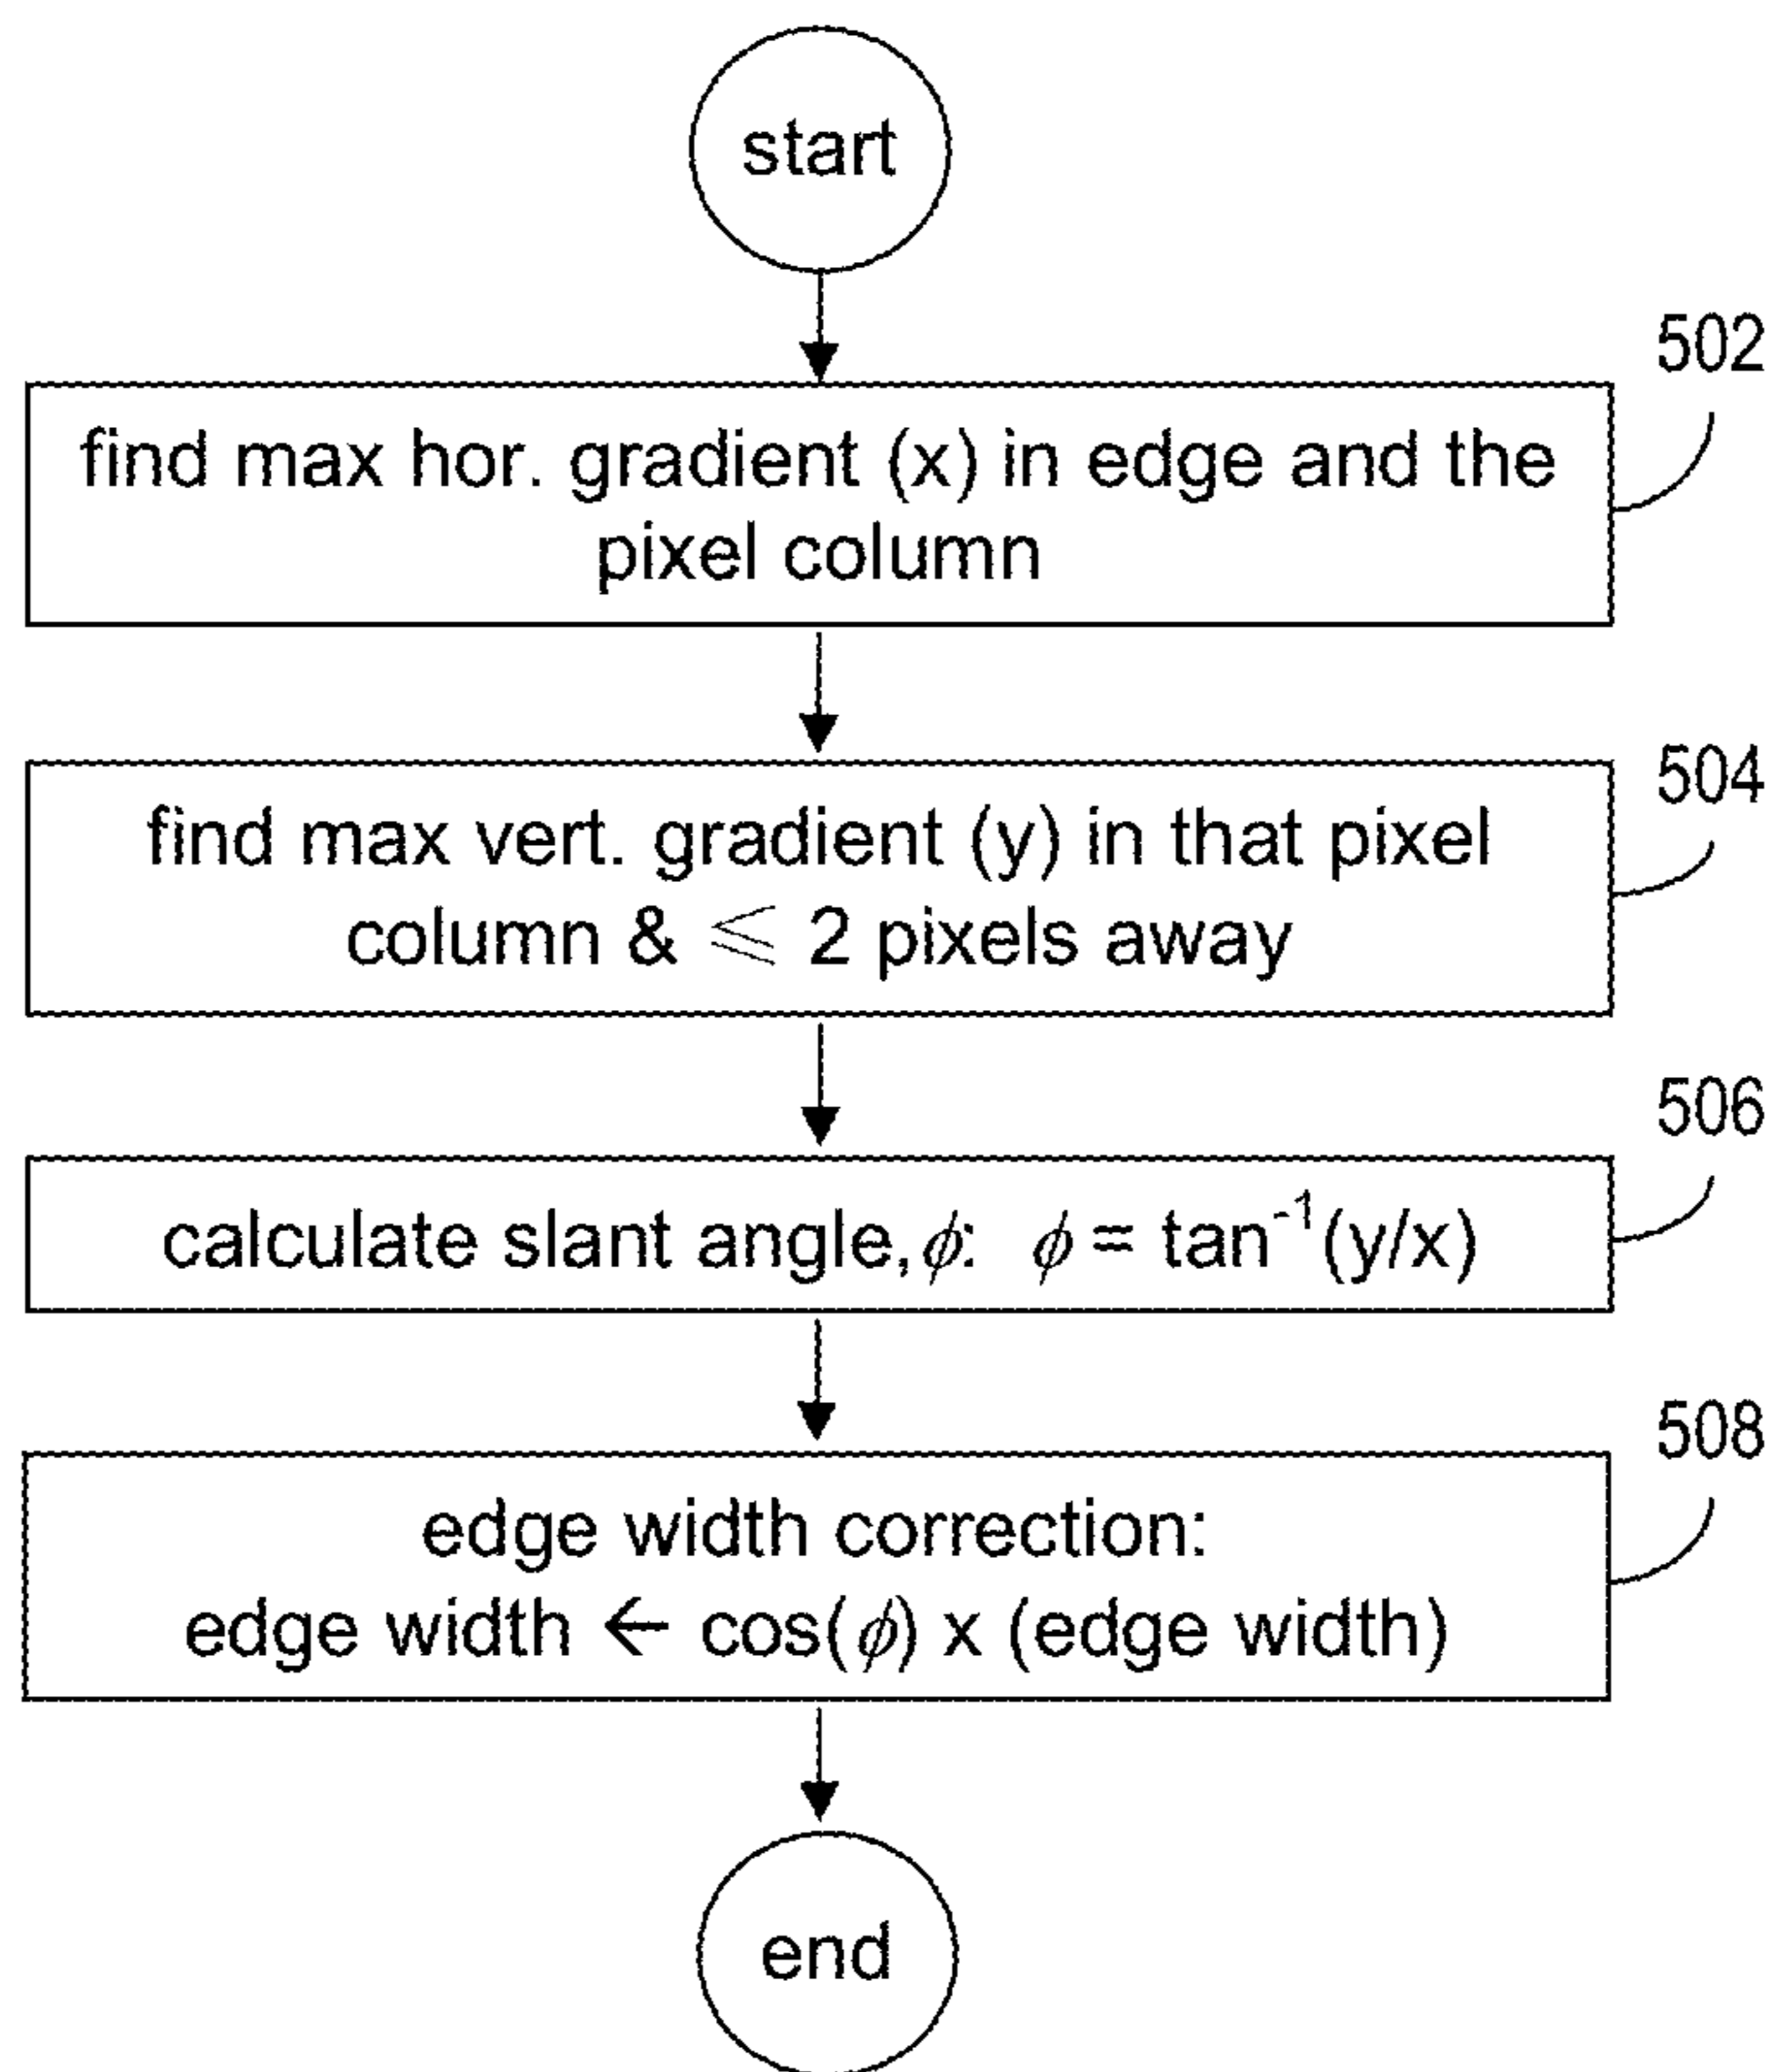 start
502
find max hor. gradient (x) in edge and the
pixel column
504
find max vert. gradient (y) in that pixel
column & ⩽ 2 pixels away
506
calculate slant angle, ϕ: ϕ = tan⁻¹(y/x)
508
edge width correction:
edge width ← cos(ϕ) x (edge width)
end